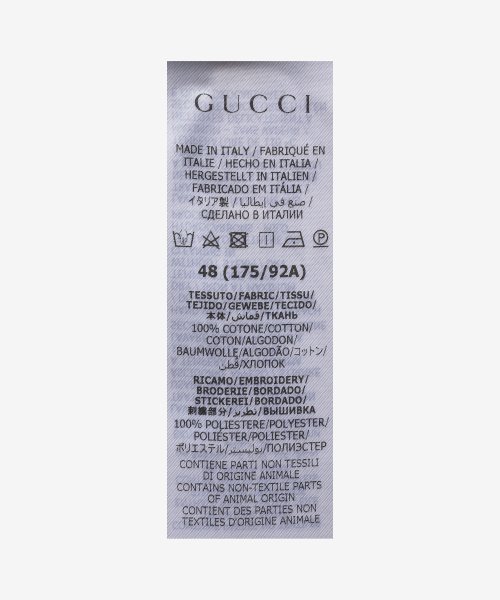 GUCCI
MADE IN ITALY / FABRIQUÉ EN
ITALIE / HECHO EN ITALIA /
HERGESTELLT IN ITALIEN /
FABRICADO EM ITÁLIA /
イタリア製 / صنع في إيطاليا /
СДЕЛАНО В ИТАЛИИ
48 (175/92A)
TESSUTO/FABRIC/TISSU/
TEJIDO/GEWEBE/TECIDO/
本体/قماش/ТКАНЬ
100% COTONE/COTTON/
COTON/ALGODON/
BAUMWOLLE/ALGODÃO/コットン/
قطن/ХЛОПОК
RICAMO/EMBROIDERY/
BRODERIE/BORDADO/
STICKEREI/BORDADO/
刺繍部分/تطريز/ВЫШИВКА
100% POLIESTERE/POLYESTER/
POLIÉSTER/POLIESTER/
ポリエステル/بوليستير/ПОЛИЭСТЕР
CONTIENE PARTI NON TESSILI
DI ORIGINE ANIMALE
CONTAINS NON-TEXTILE PARTS
OF ANIMAL ORIGIN
CONTIENT DES PARTIES NON
TEXTILES D'ORIGINE ANIMALE